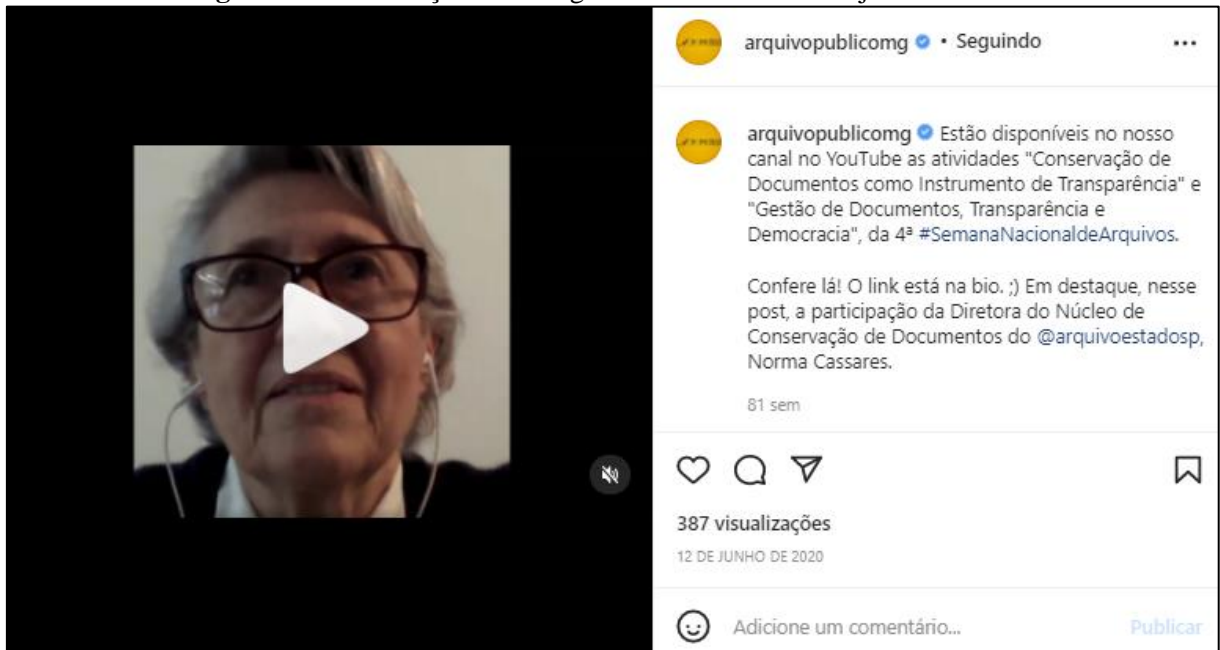 arquivopublicomg • Seguindo
arquivopublicomg Estão disponíveis no nosso
canal no YouTube as atividades "Conservação de
Documentos como Instrumento de Transparência" e
"Gestão de Documentos, Transparência e
Democracia", da 4ª #SemanaNacionaldeArquivos.
Confere lá! O link está na bio. ;) Em destaque, nesse
post, a participação da Diretora do Núcleo de
Conservação de Documentos do @arquivoestadosp,
Norma Cassares.
81 sem
387 visualizações
12 DE JUNHO DE 2020
Adicione um comentário...
Publicar